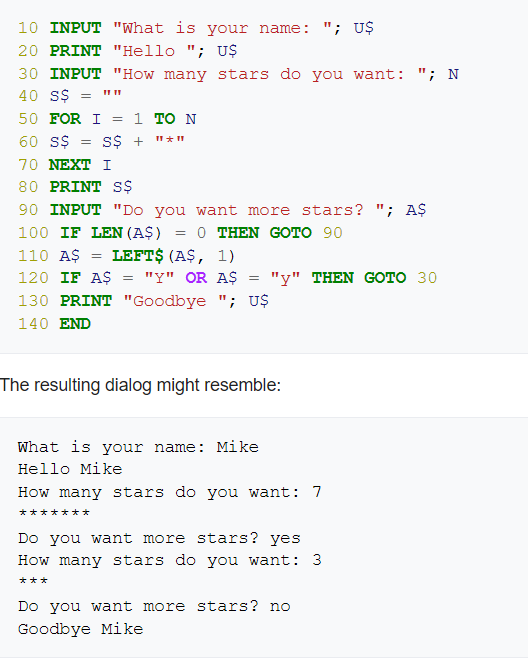 10 INPUT "What is your name: "; U$
20 PRINT "Hello "; U$
30 INPUT "How many stars do you want: "; N
40 S$ = ""
50 FOR I = 1 TO N
60 S$ = S$ + "*"
70 NEXT I
80 PRINT S$
90 INPUT "Do you want more stars? "; A$
100 IF LEN(A$) = 0 THEN GOTO 90
110 A$ = LEFT$(A$, 1)
120 IF A$ = "Y" OR A$ = "y" THEN GOTO 30
130 PRINT "Goodbye "; U$
140 END
The resulting dialog might resemble:
What is your name: Mike
Hello Mike
How many stars do you want: 7
*******
Do you want more stars? yes
How many stars do you want: 3
***
Do you want more stars? no
Goodbye Mike